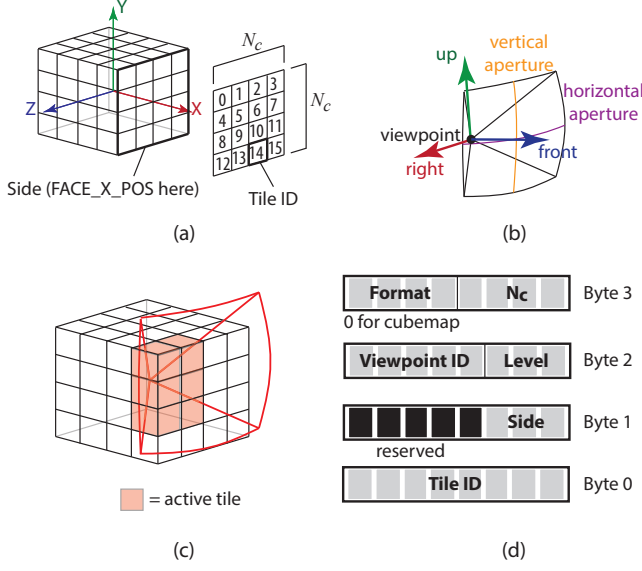 Y
Z
X
Side (FACE_X_POS here)
N_c
N_c
0 1 2 3
4 5 6 7
8 9 10 11
12 13 14 15
Tile ID
(a)
up
vertical
aperture
horizontal
aperture
viewpoint
front
right
(b)
= active tile
(c)
Format N_c Byte 3
0 for cubemap
Viewpoint ID Level Byte 2
Side Byte 1
reserved
Tile ID Byte 0
(d)